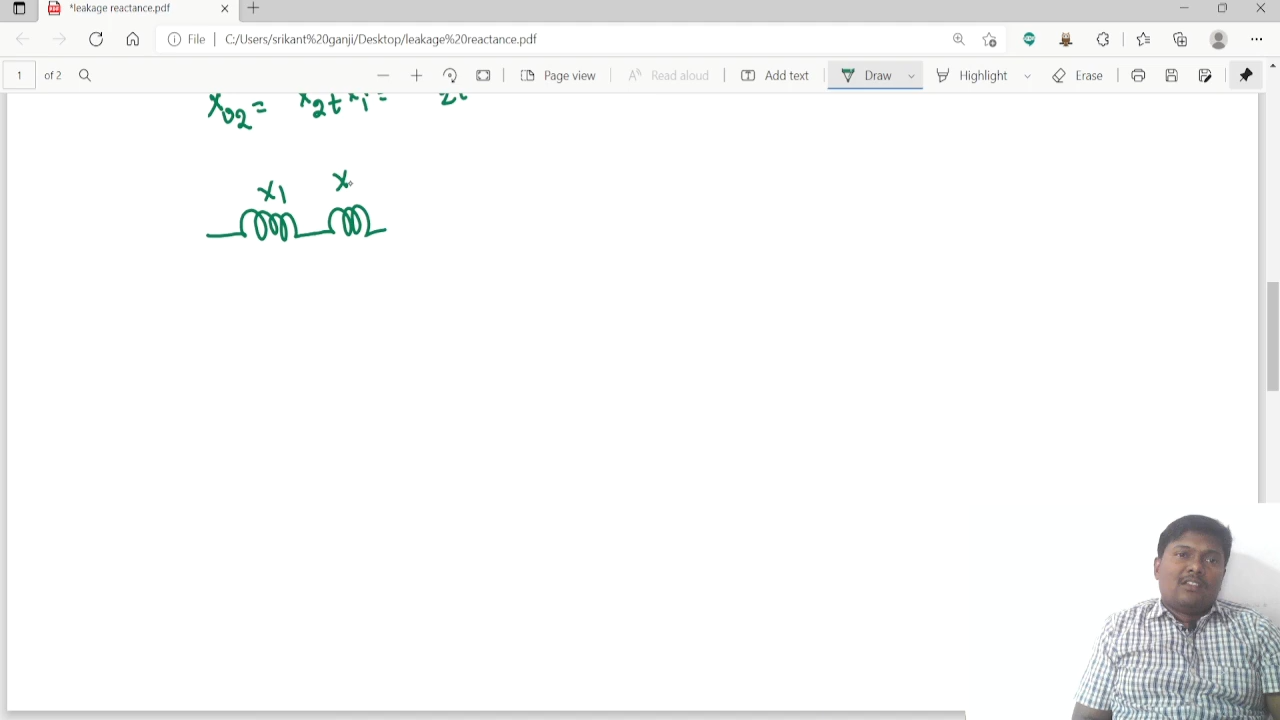 *leakage reactance.pdf
File | C:/Users/srikant%20ganji/Desktop/leakage%20reactance.pdf
1 of 2 Page view Read aloud Add text Draw Highlight Erase
X02 = X2 + X1' =
X1 X